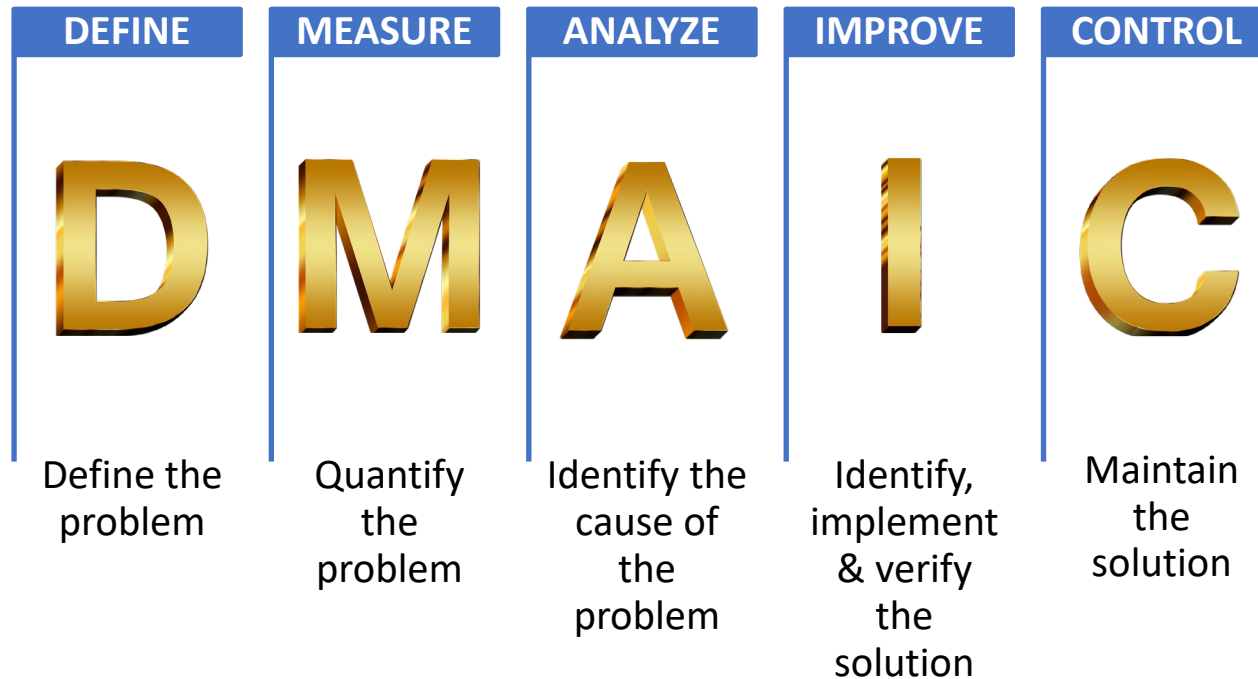 DEFINE
MEASURE
ANALYZE
IMPROVE
CONTROL
D
M
A
I
C
Define the
problem
Quantify
the
problem
Identify the
cause of
the
problem
Identify,
implement
& verify
the
solution
Maintain
the
solution